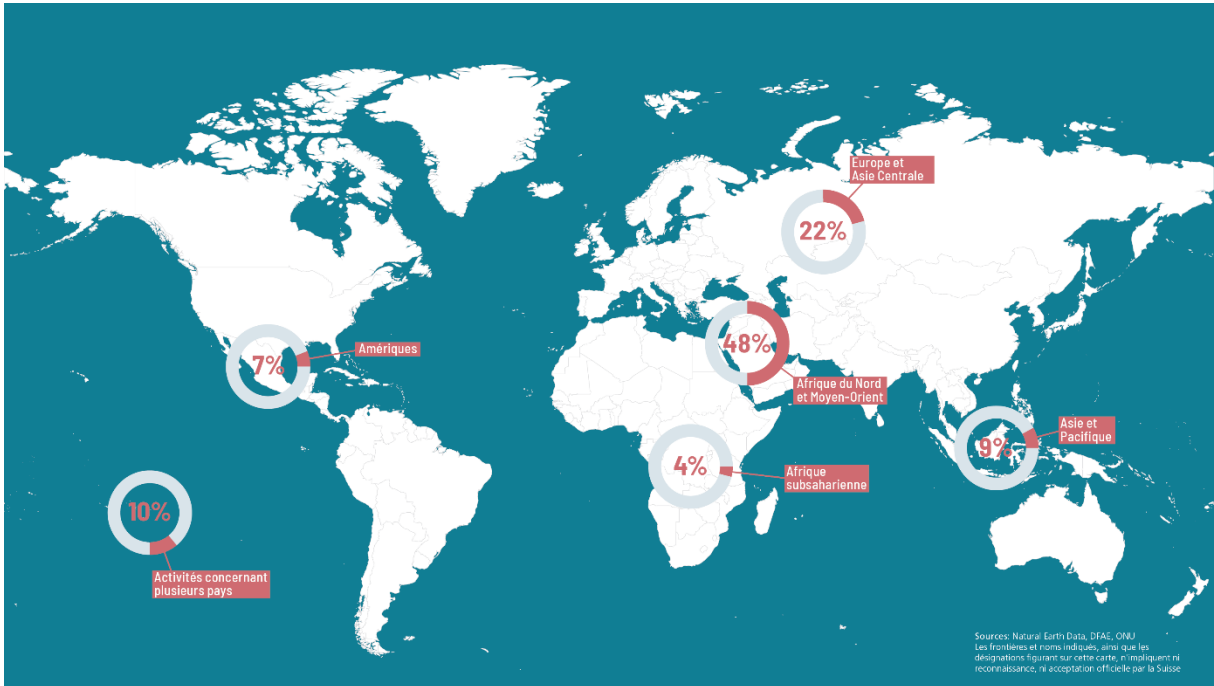 Europe et
Asie Centrale
22%
48%
Afrique du Nord
et Moyen-Orient
7%
Amériques
Asie et
Pacifique
9%
4%
Afrique
subsaharienne
10%
Activités concernant
plusieurs pays
Sources: Natural Earth Data, DFAE, ONU
Les frontières et noms indiqués, ainsi que les
désignations figurant sur cette carte, n'impliquent ni
reconnaissance, ni acceptation officielle par la Suisse